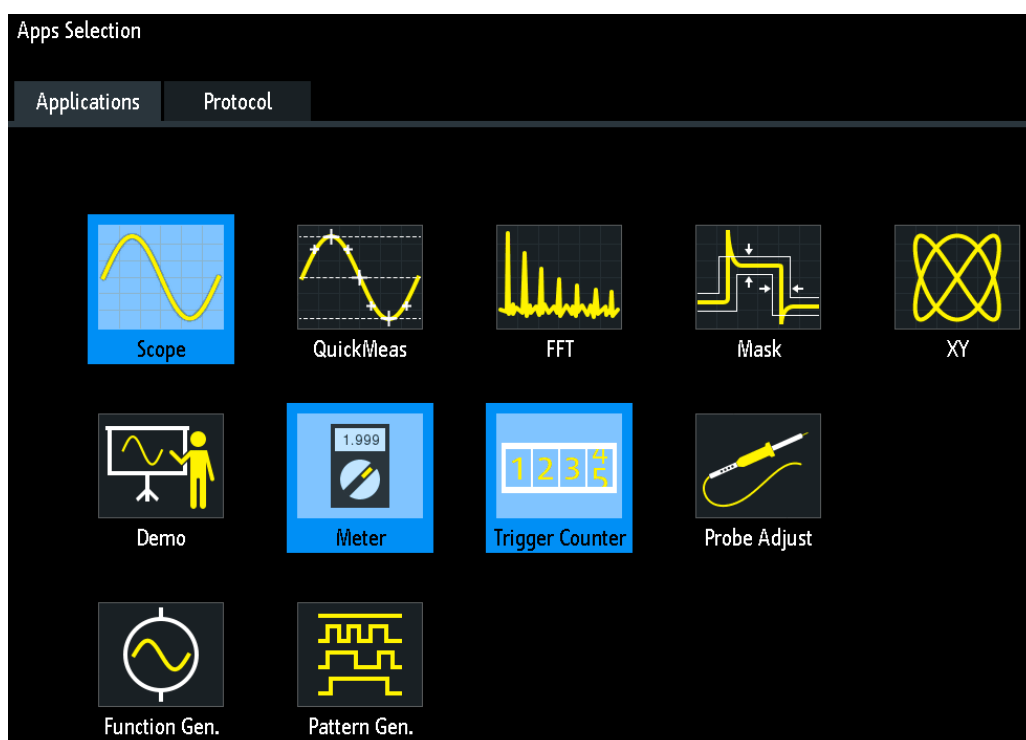 Apps Selection
Applications Protocol
Scope QuickMeas FFT Mask XY
1.999
1 2 3 4
5
Demo Meter Trigger Counter Probe Adjust
Function Gen. Pattern Gen.